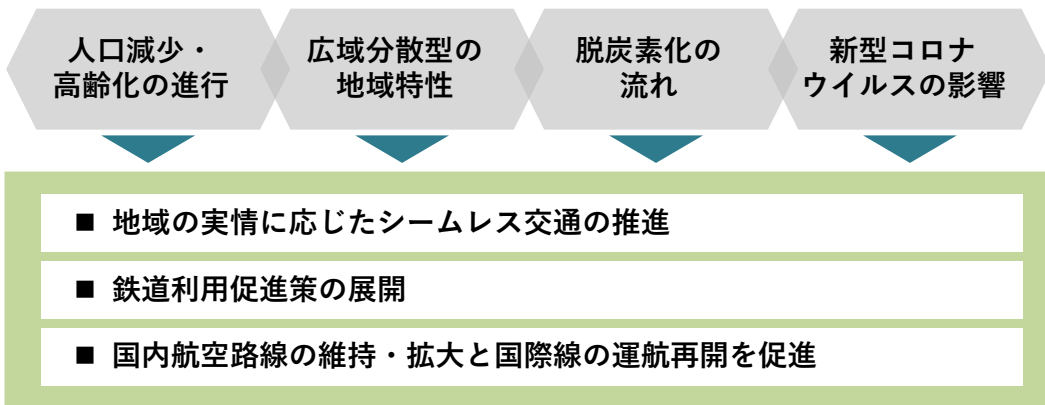 人口減少・
高齢化の進行
広域分散型の
地域特性
脱炭素化の
流れ
新型コロナ
ウイルスの影響
■ 地域の実情に応じたシームレス交通の推進
■ 鉄道利用促進策の展開
■ 国内航空路線の維持・拡大と国際線の運航再開を促進